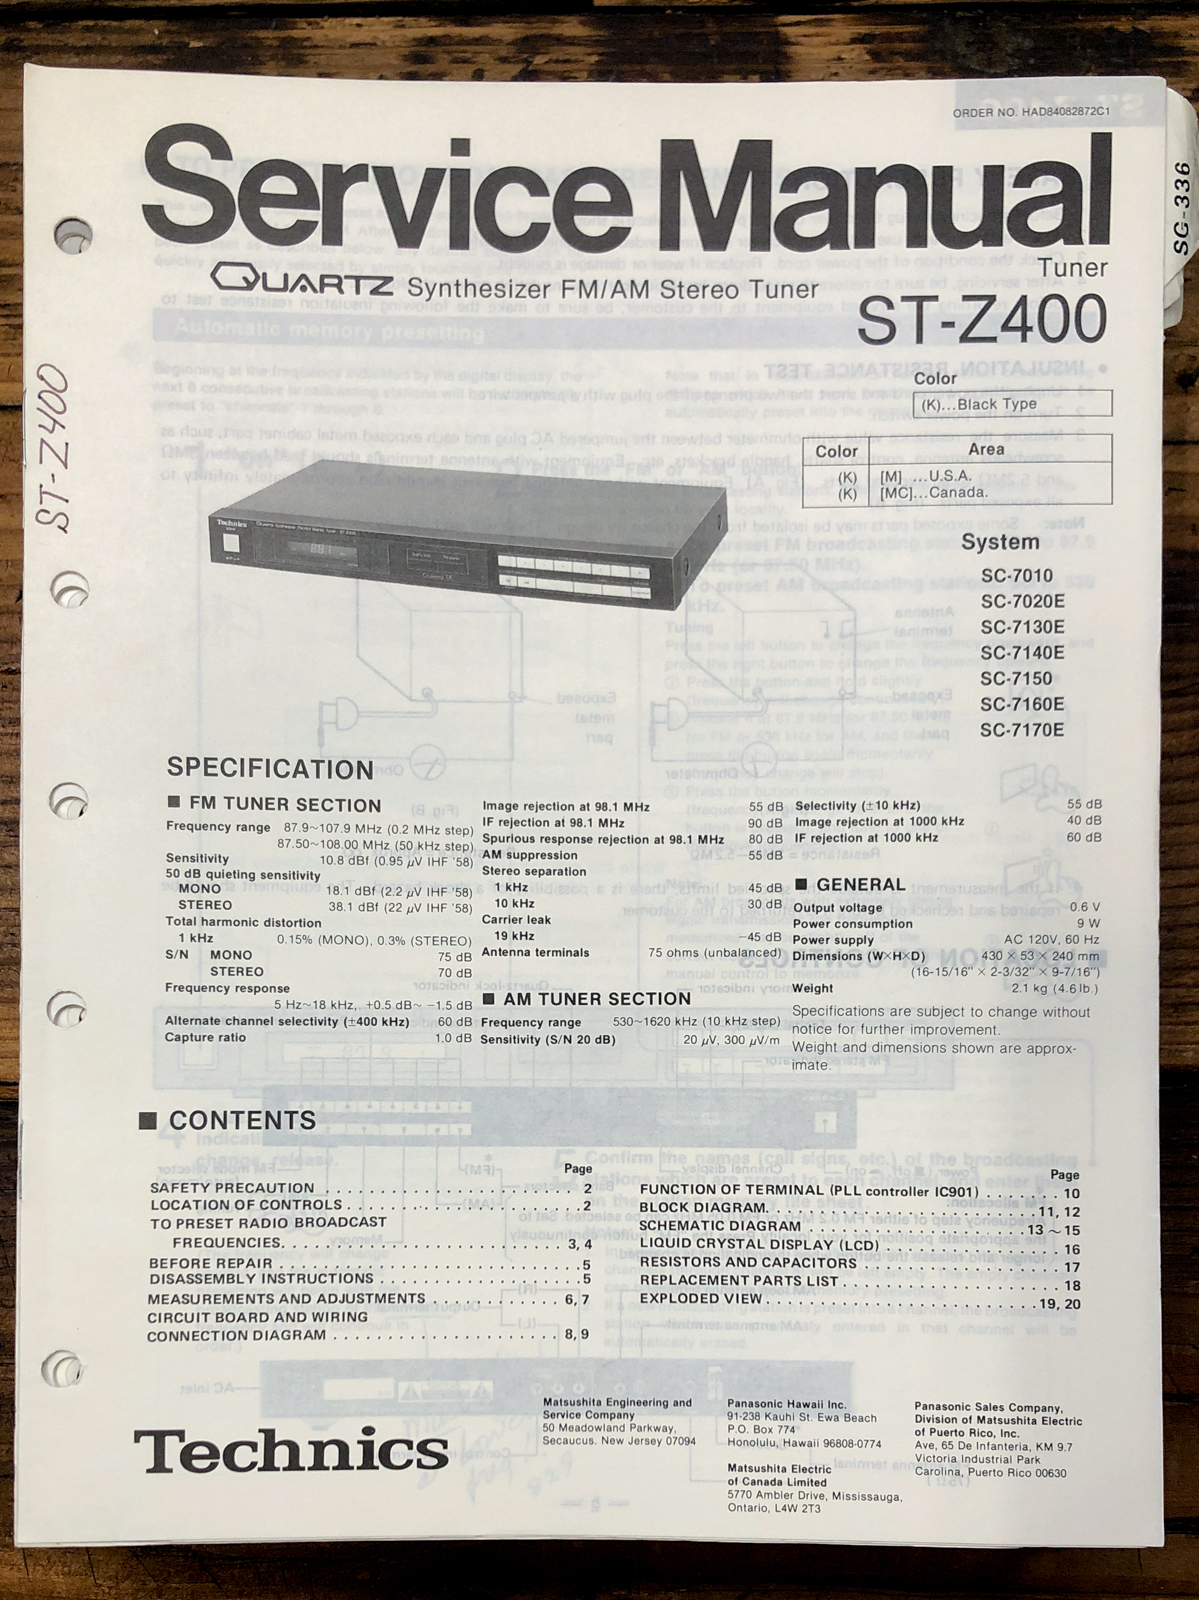 ORDER NO. HAD84082872C1
Service Manual
QUARTZ Synthesizer FM/AM Stereo Tuner
Tuner
ST-Z400
SC-336
ST-Z400
Color
(K)...Black Type
Color Area
(K) [M] ...U.S.A.
(K) [MC]...Canada.
Technics
System
SC-7010
SC-7020E
SC-7130E
SC-7140E
SC-7150
SC-7160E
SC-7170E
SPECIFICATION
■ FM TUNER SECTION
Frequency range 87.9~107.9 MHz (0.2 MHz step)
87.50~108.00 MHz (50 kHz step)
Sensitivity 10.8 dBf (0.95 μV IHF '58)
50 dB quieting sensitivity
MONO 18.1 dBf (2.2 μV IHF '58)
STEREO 38.1 dBf (22 μV IHF '58)
Total harmonic distortion
1 kHz 0.15% (MONO), 0.3% (STEREO)
S/N MONO 75 dB
STEREO 70 dB
Frequency response
5 Hz~18 kHz, +0.5 dB~ −1.5 dB
Alternate channel selectivity (±400 kHz) 60 dB
Capture ratio 1.0 dB
Image rejection at 98.1 MHz 55 dB
IF rejection at 98.1 MHz 90 dB
Spurious response rejection at 98.1 MHz 80 dB
AM suppression 55 dB
Stereo separation
1 kHz 45 dB
10 kHz 30 dB
Carrier leak
19 kHz −45 dB
Antenna terminals 75 ohms (unbalanced)
■ AM TUNER SECTION
Frequency range 530~1620 kHz (10 kHz step)
Sensitivity (S/N 20 dB) 20 μV, 300 μV/m
Selectivity (±10 kHz) 55 dB
Image rejection at 1000 kHz 40 dB
IF rejection at 1000 kHz 60 dB
■ GENERAL
Output voltage 0.6 V
Power consumption 9 W
Power supply AC 120V, 60 Hz
Dimensions (W×H×D) 430 × 53 × 240 mm
(16-15/16" × 2-3/32" × 9-7/16")
Weight 2.1 kg (4.6 lb.)
Specifications are subject to change without
notice for further improvement.
Weight and dimensions shown are approx-
imate.
■ CONTENTS
Page
SAFETY PRECAUTION . . . . . . . . . . . . . . . . . . . . 2
LOCATION OF CONTROLS . . . . . . . . . . . . . . . . . . 2
TO PRESET RADIO BROADCAST
FREQUENCIES. . . . . . . . . . . . . . . . . . . . . 3, 4
BEFORE REPAIR . . . . . . . . . . . . . . . . . . . . . . 5
DISASSEMBLY INSTRUCTIONS . . . . . . . . . . . . . . . 5
MEASUREMENTS AND ADJUSTMENTS . . . . . . . . . . . . 6, 7
CIRCUIT BOARD AND WIRING
CONNECTION DIAGRAM . . . . . . . . . . . . . . . . . 8, 9
Page
FUNCTION OF TERMINAL (PLL controller IC901) . . . . . . . 10
BLOCK DIAGRAM. . . . . . . . . . . . . . . . . . . . 11, 12
SCHEMATIC DIAGRAM . . . . . . . . . . . . . . . . . 13 ~ 15
LIQUID CRYSTAL DISPLAY (LCD) . . . . . . . . . . . . . . 16
RESISTORS AND CAPACITORS . . . . . . . . . . . . . . . 17
REPLACEMENT PARTS LIST . . . . . . . . . . . . . . . . 18
EXPLODED VIEW . . . . . . . . . . . . . . . . . . . 19, 20
Technics
Matsushita Engineering and
Service Company
50 Meadowland Parkway,
Secaucus. New Jersey 07094
Panasonic Hawaii Inc.
91-238 Kauhi St. Ewa Beach
P.O. Box 774
Honolulu, Hawaii 96808-0774
Matsushita Electric
of Canada Limited
5770 Ambler Drive, Mississauga,
Ontario, L4W 2T3
Panasonic Sales Company,
Division of Matsushita Electric
of Puerto Rico, Inc.
Ave, 65 De Infanteria, KM 9.7
Victoria Industrial Park
Carolina, Puerto Rico 00630